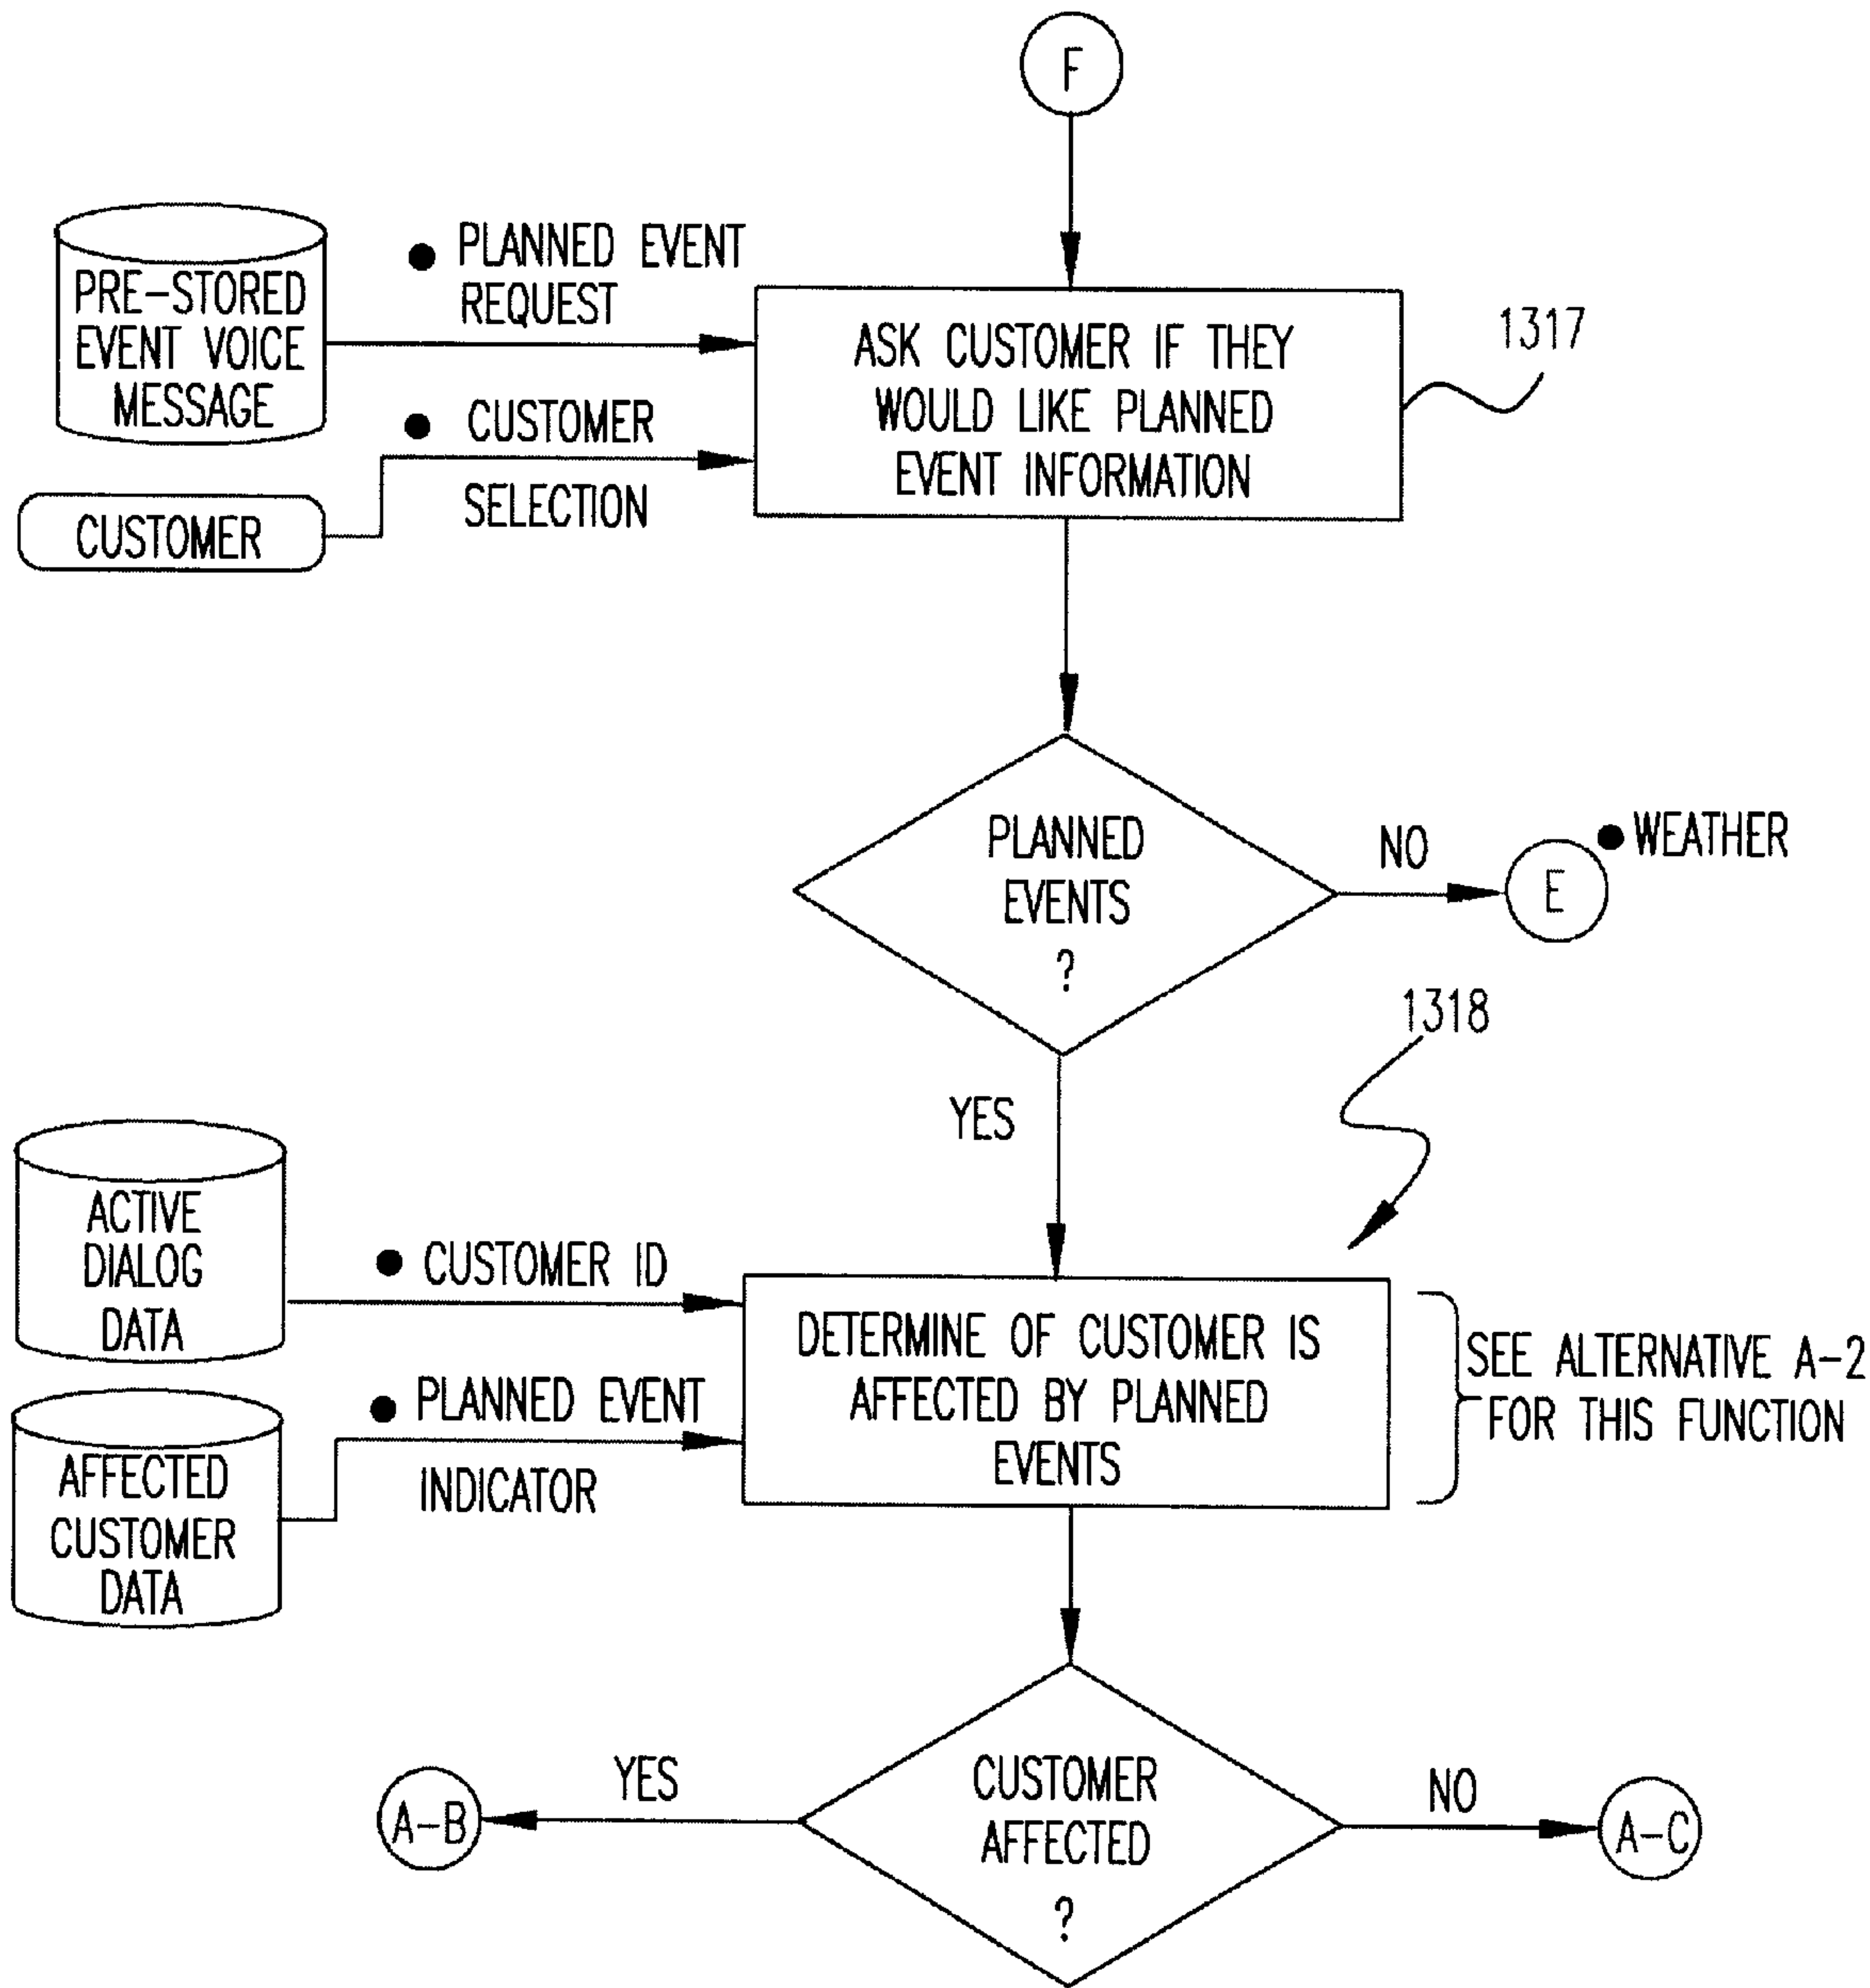 F
PRE-STORED
EVENT VOICE
MESSAGE
● PLANNED EVENT
REQUEST
● CUSTOMER
SELECTION
CUSTOMER
ASK CUSTOMER IF THEY
WOULD LIKE PLANNED
EVENT INFORMATION
1317
PLANNED
EVENTS
?
NO
E
● WEATHER
YES
1318
ACTIVE
DIALOG
DATA
● CUSTOMER ID
AFFECTED
CUSTOMER
DATA
● PLANNED EVENT
INDICATOR
DETERMINE OF CUSTOMER IS
AFFECTED BY PLANNED
EVENTS
SEE ALTERNATIVE A-2
FOR THIS FUNCTION
CUSTOMER
AFFECTED
?
YES
A-B
NO
A-C